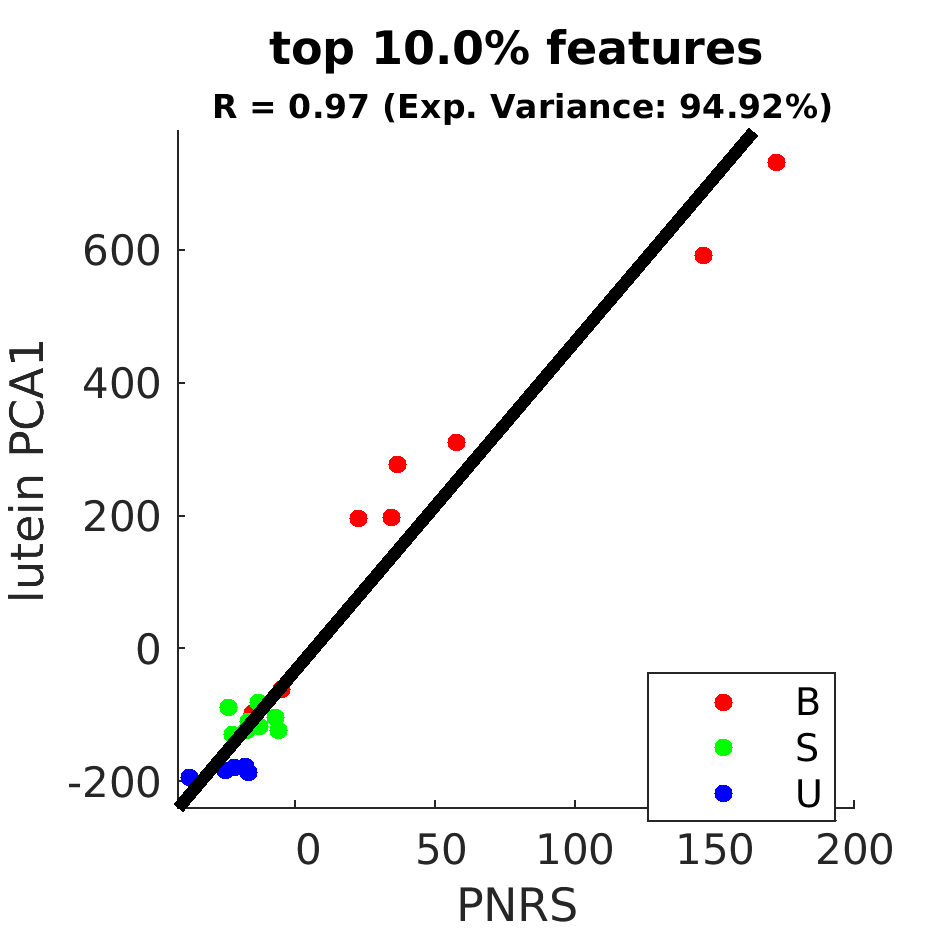 top 10.0% features
R = 0.97 (Exp. Variance: 94.92%)
600
400
200
0
-200
lutein PCA1
B
S
U
0 50 100 150 200
PNRS